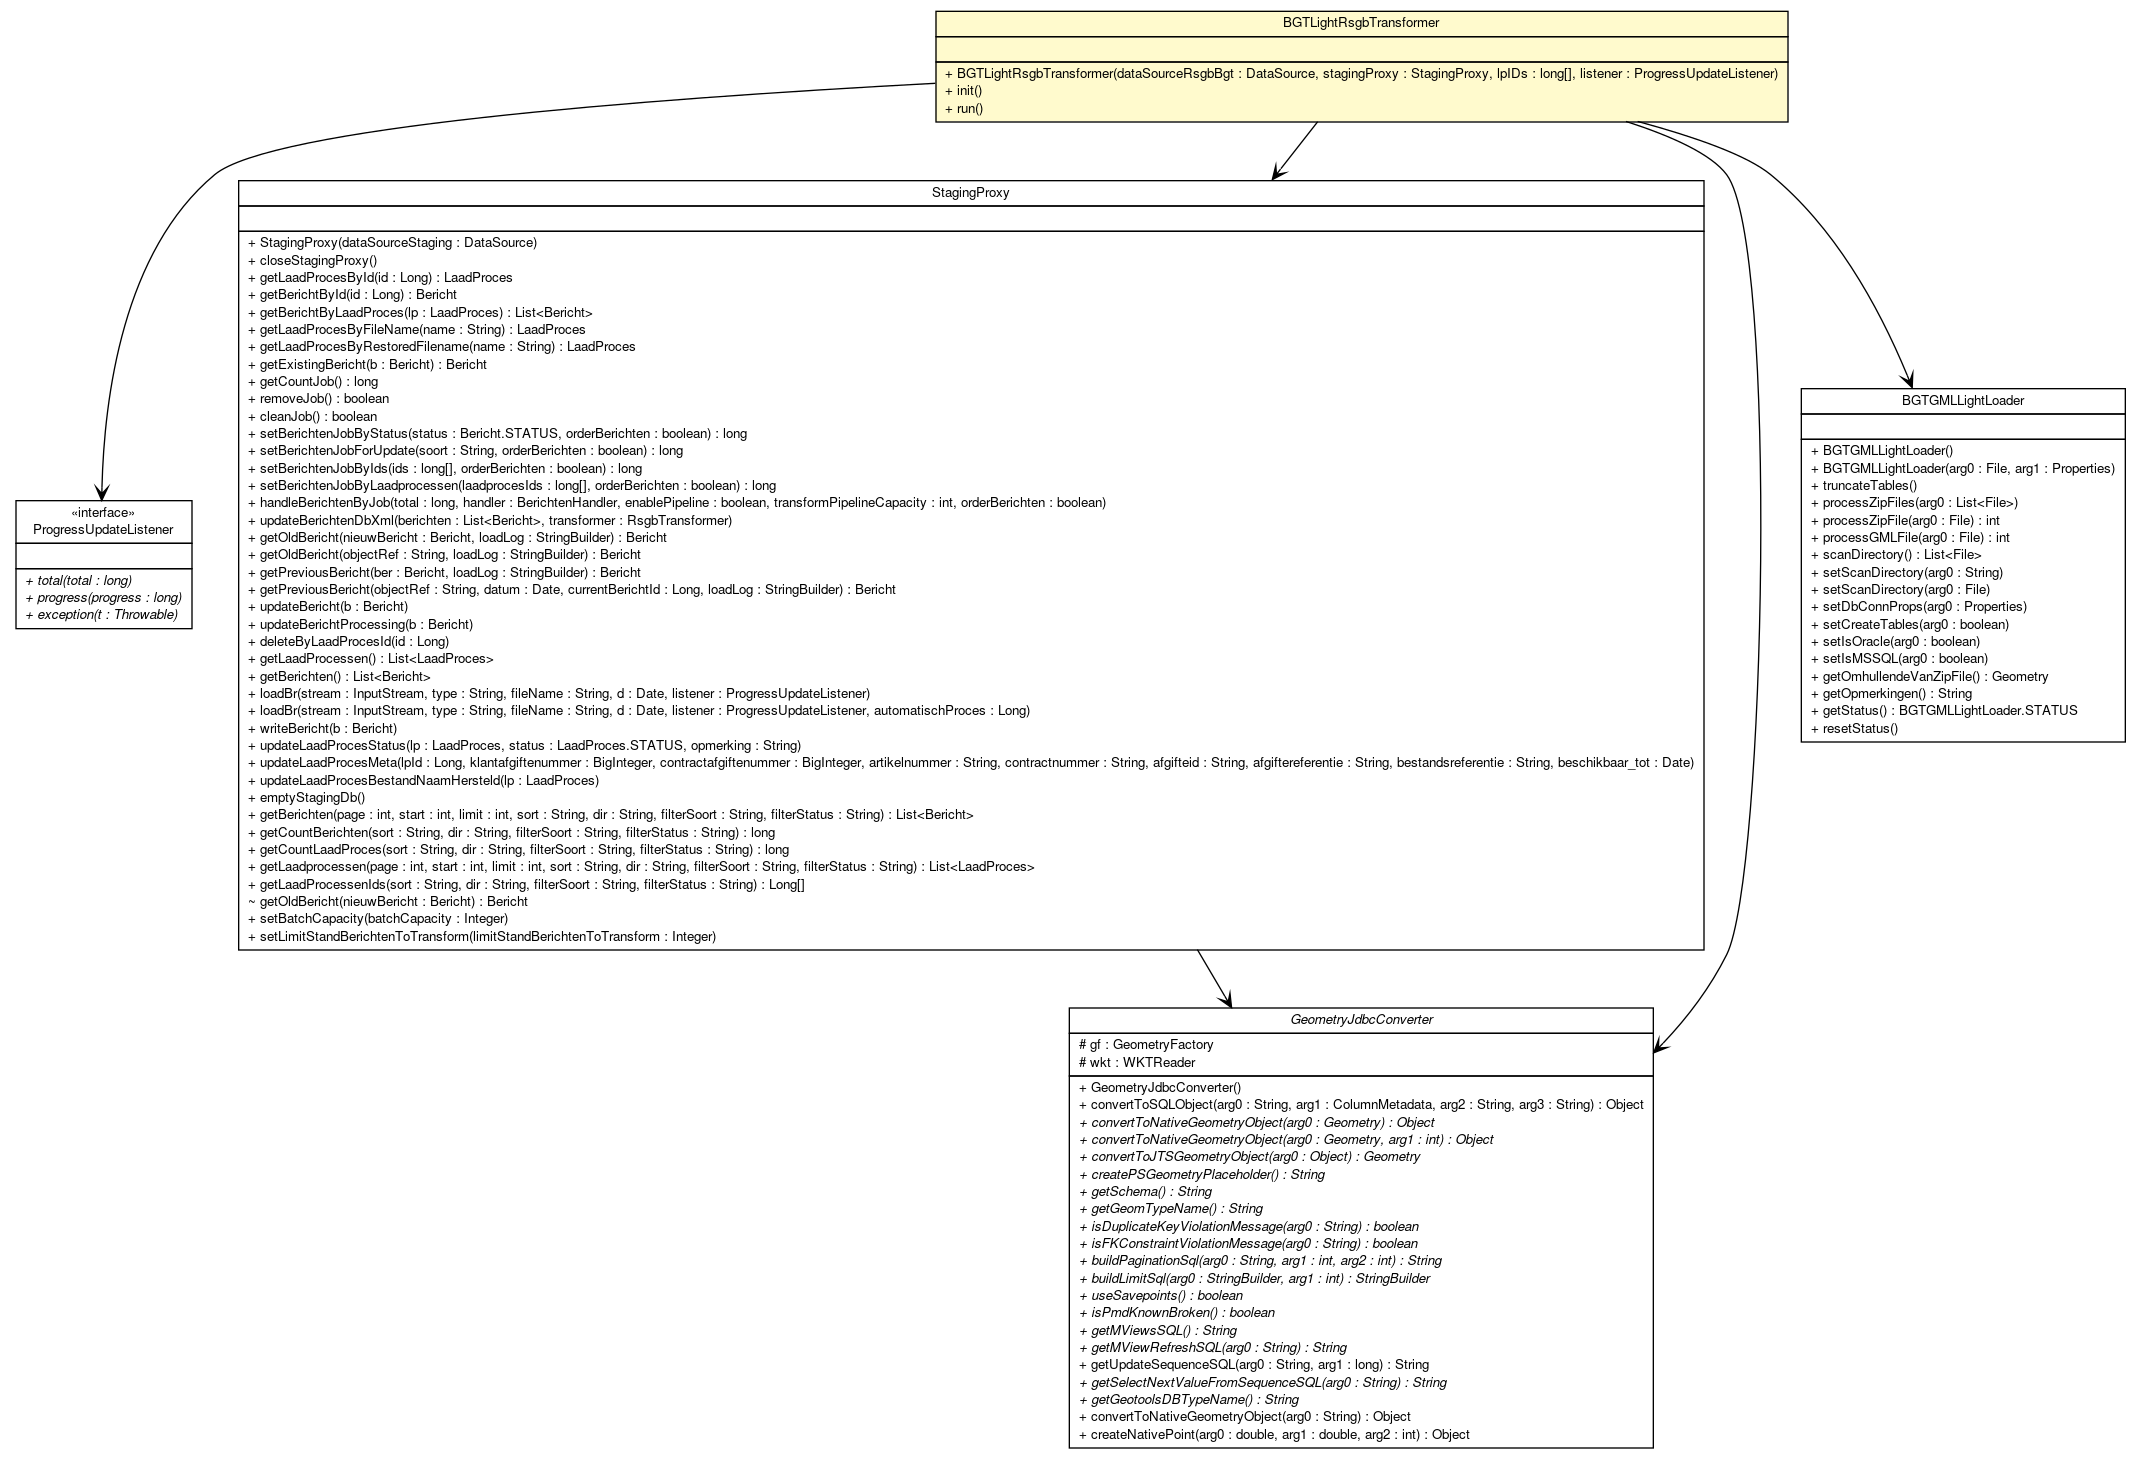 BGTLightRsgbTransformer
+ BGTLightRsgbTransformer(dataSourceRsgbBgt : DataSource, stagingProxy : StagingProxy, lpIDs : long[], listener : ProgressUpdateListener)
+ init()
+ run()
StagingProxy
+ StagingProxy(dataSourceStaging : DataSource)
+ closeStagingProxy()
+ getLaadProcesById(id : Long) : LaadProces
+ getBerichtById(id : Long) : Bericht
+ getBerichtByLaadProces(lp : LaadProces) : List<Bericht>
+ getLaadProcesByFileName(name : String) : LaadProces
+ getLaadProcesByRestoredFilename(name : String) : LaadProces
+ getExistingBericht(b : Bericht) : Bericht
+ getCountJob() : long
+ removeJob() : boolean
+ cleanJob() : boolean
+ setBerichtenJobByStatus(status : Bericht.STATUS, orderBerichten : boolean) : long
+ setBerichtenJobForUpdate(soort : String, orderBerichten : boolean) : long
+ setBerichtenJobByIds(ids : long[], orderBerichten : boolean) : long
+ setBerichtenJobByLaadprocessen(laadprocesIds : long[], orderBerichten : boolean) : long
+ handleBerichtenByJob(total : long, handler : BerichtenHandler, enablePipeline : boolean, transformPipelineCapacity : int, orderBerichten : boolean)
+ updateBerichtenDbXml(berichten : List<Bericht>, transformer : RsgbTransformer)
+ getOldBericht(nieuwBericht : Bericht, loadLog : StringBuilder) : Bericht
+ getOldBericht(objectRef : String, loadLog : StringBuilder) : Bericht
+ getPreviousBericht(ber : Bericht, loadLog : StringBuilder) : Bericht
+ getPreviousBericht(objectRef : String, datum : Date, currentBerichtId : Long, loadLog : StringBuilder) : Bericht
+ updateBericht(b : Bericht)
+ updateBerichtProcessing(b : Bericht)
+ deleteByLaadProcesId(id : Long)
+ getLaadProcessen() : List<LaadProces>
+ getBerichten() : List<Bericht>
+ loadBr(stream : InputStream, type : String, fileName : String, d : Date, listener : ProgressUpdateListener)
+ loadBr(stream : InputStream, type : String, fileName : String, d : Date, listener : ProgressUpdateListener, automatischProces : Long)
+ writeBericht(b : Bericht)
+ updateLaadProcesStatus(lp : LaadProces, status : LaadProces.STATUS, opmerking : String)
+ updateLaadProcesMeta(lpId : Long, klantafgiftenummer : BigInteger, contractafgiftenummer : BigInteger, artikelnummer : String, contractnummer : String, afgifteid : String, afgiftereferentie : String, bestandsreferentie : String, beschikbaar_tot : Date)
+ updateLaadProcesBestandNaamHersteld(lp : LaadProces)
+ emptyStagingDb()
+ getBerichten(page : int, start : int, limit : int, sort : String, dir : String, filterSoort : String, filterStatus : String) : List<Bericht>
+ getCountBerichten(sort : String, dir : String, filterSoort : String, filterStatus : String) : long
+ getCountLaadProces(sort : String, dir : String, filterSoort : String, filterStatus : String) : long
+ getLaadprocessen(page : int, start : int, limit : int, sort : String, dir : String, filterSoort : String, filterStatus : String) : List<LaadProces>
+ getLaadProcessenIds(sort : String, dir : String, filterSoort : String, filterStatus : String) : Long[]
~ getOldBericht(nieuwBericht : Bericht) : Bericht
+ setBatchCapacity(batchCapacity : Integer)
+ setLimitStandBerichtenToTransform(limitStandBerichtenToTransform : Integer)
BGTGMLLightLoader
+ BGTGMLLightLoader()
+ BGTGMLLightLoader(arg0 : File, arg1 : Properties)
+ truncateTables()
+ processZipFiles(arg0 : List<File>)
+ processZipFile(arg0 : File) : int
+ processGMLFile(arg0 : File) : int
+ scanDirectory() : List<File>
+ setScanDirectory(arg0 : String)
+ setScanDirectory(arg0 : File)
+ setDbConnProps(arg0 : Properties)
+ setCreateTables(arg0 : boolean)
+ setIsOracle(arg0 : boolean)
+ setIsMSSQL(arg0 : boolean)
+ getOmhullendeVanZipFile() : Geometry
+ getOpmerkingen() : String
+ getStatus() : BGTGMLLightLoader.STATUS
+ resetStatus()
«interface»
ProgressUpdateListener
+ total(total : long)
+ progress(progress : long)
+ exception(t : Throwable)
GeometryJdbcConverter
# gf : GeometryFactory
# wkt : WKTReader
+ GeometryJdbcConverter()
+ convertToSQLObject(arg0 : String, arg1 : ColumnMetadata, arg2 : String, arg3 : String) : Object
+ convertToNativeGeometryObject(arg0 : Geometry) : Object
+ convertToNativeGeometryObject(arg0 : Geometry, arg1 : int) : Object
+ convertToJTSGeometryObject(arg0 : Object) : Geometry
+ createPSGeometryPlaceholder() : String
+ getSchema() : String
+ getGeomTypeName() : String
+ isDuplicateKeyViolationMessage(arg0 : String) : boolean
+ isFKConstraintViolationMessage(arg0 : String) : boolean
+ buildPaginationSql(arg0 : String, arg1 : int, arg2 : int) : String
+ buildLimitSql(arg0 : StringBuilder, arg1 : int) : StringBuilder
+ useSavepoints() : boolean
+ isPmdKnownBroken() : boolean
+ getMViewsSQL() : String
+ getMViewRefreshSQL(arg0 : String) : String
+ getUpdateSequenceSQL(arg0 : String, arg1 : long) : String
+ getSelectNextValueFromSequenceSQL(arg0 : String) : String
+ getGeotoolsDBTypeName() : String
+ convertToNativeGeometryObject(arg0 : String) : Object
+ createNativePoint(arg0 : double, arg1 : double, arg2 : int) : Object